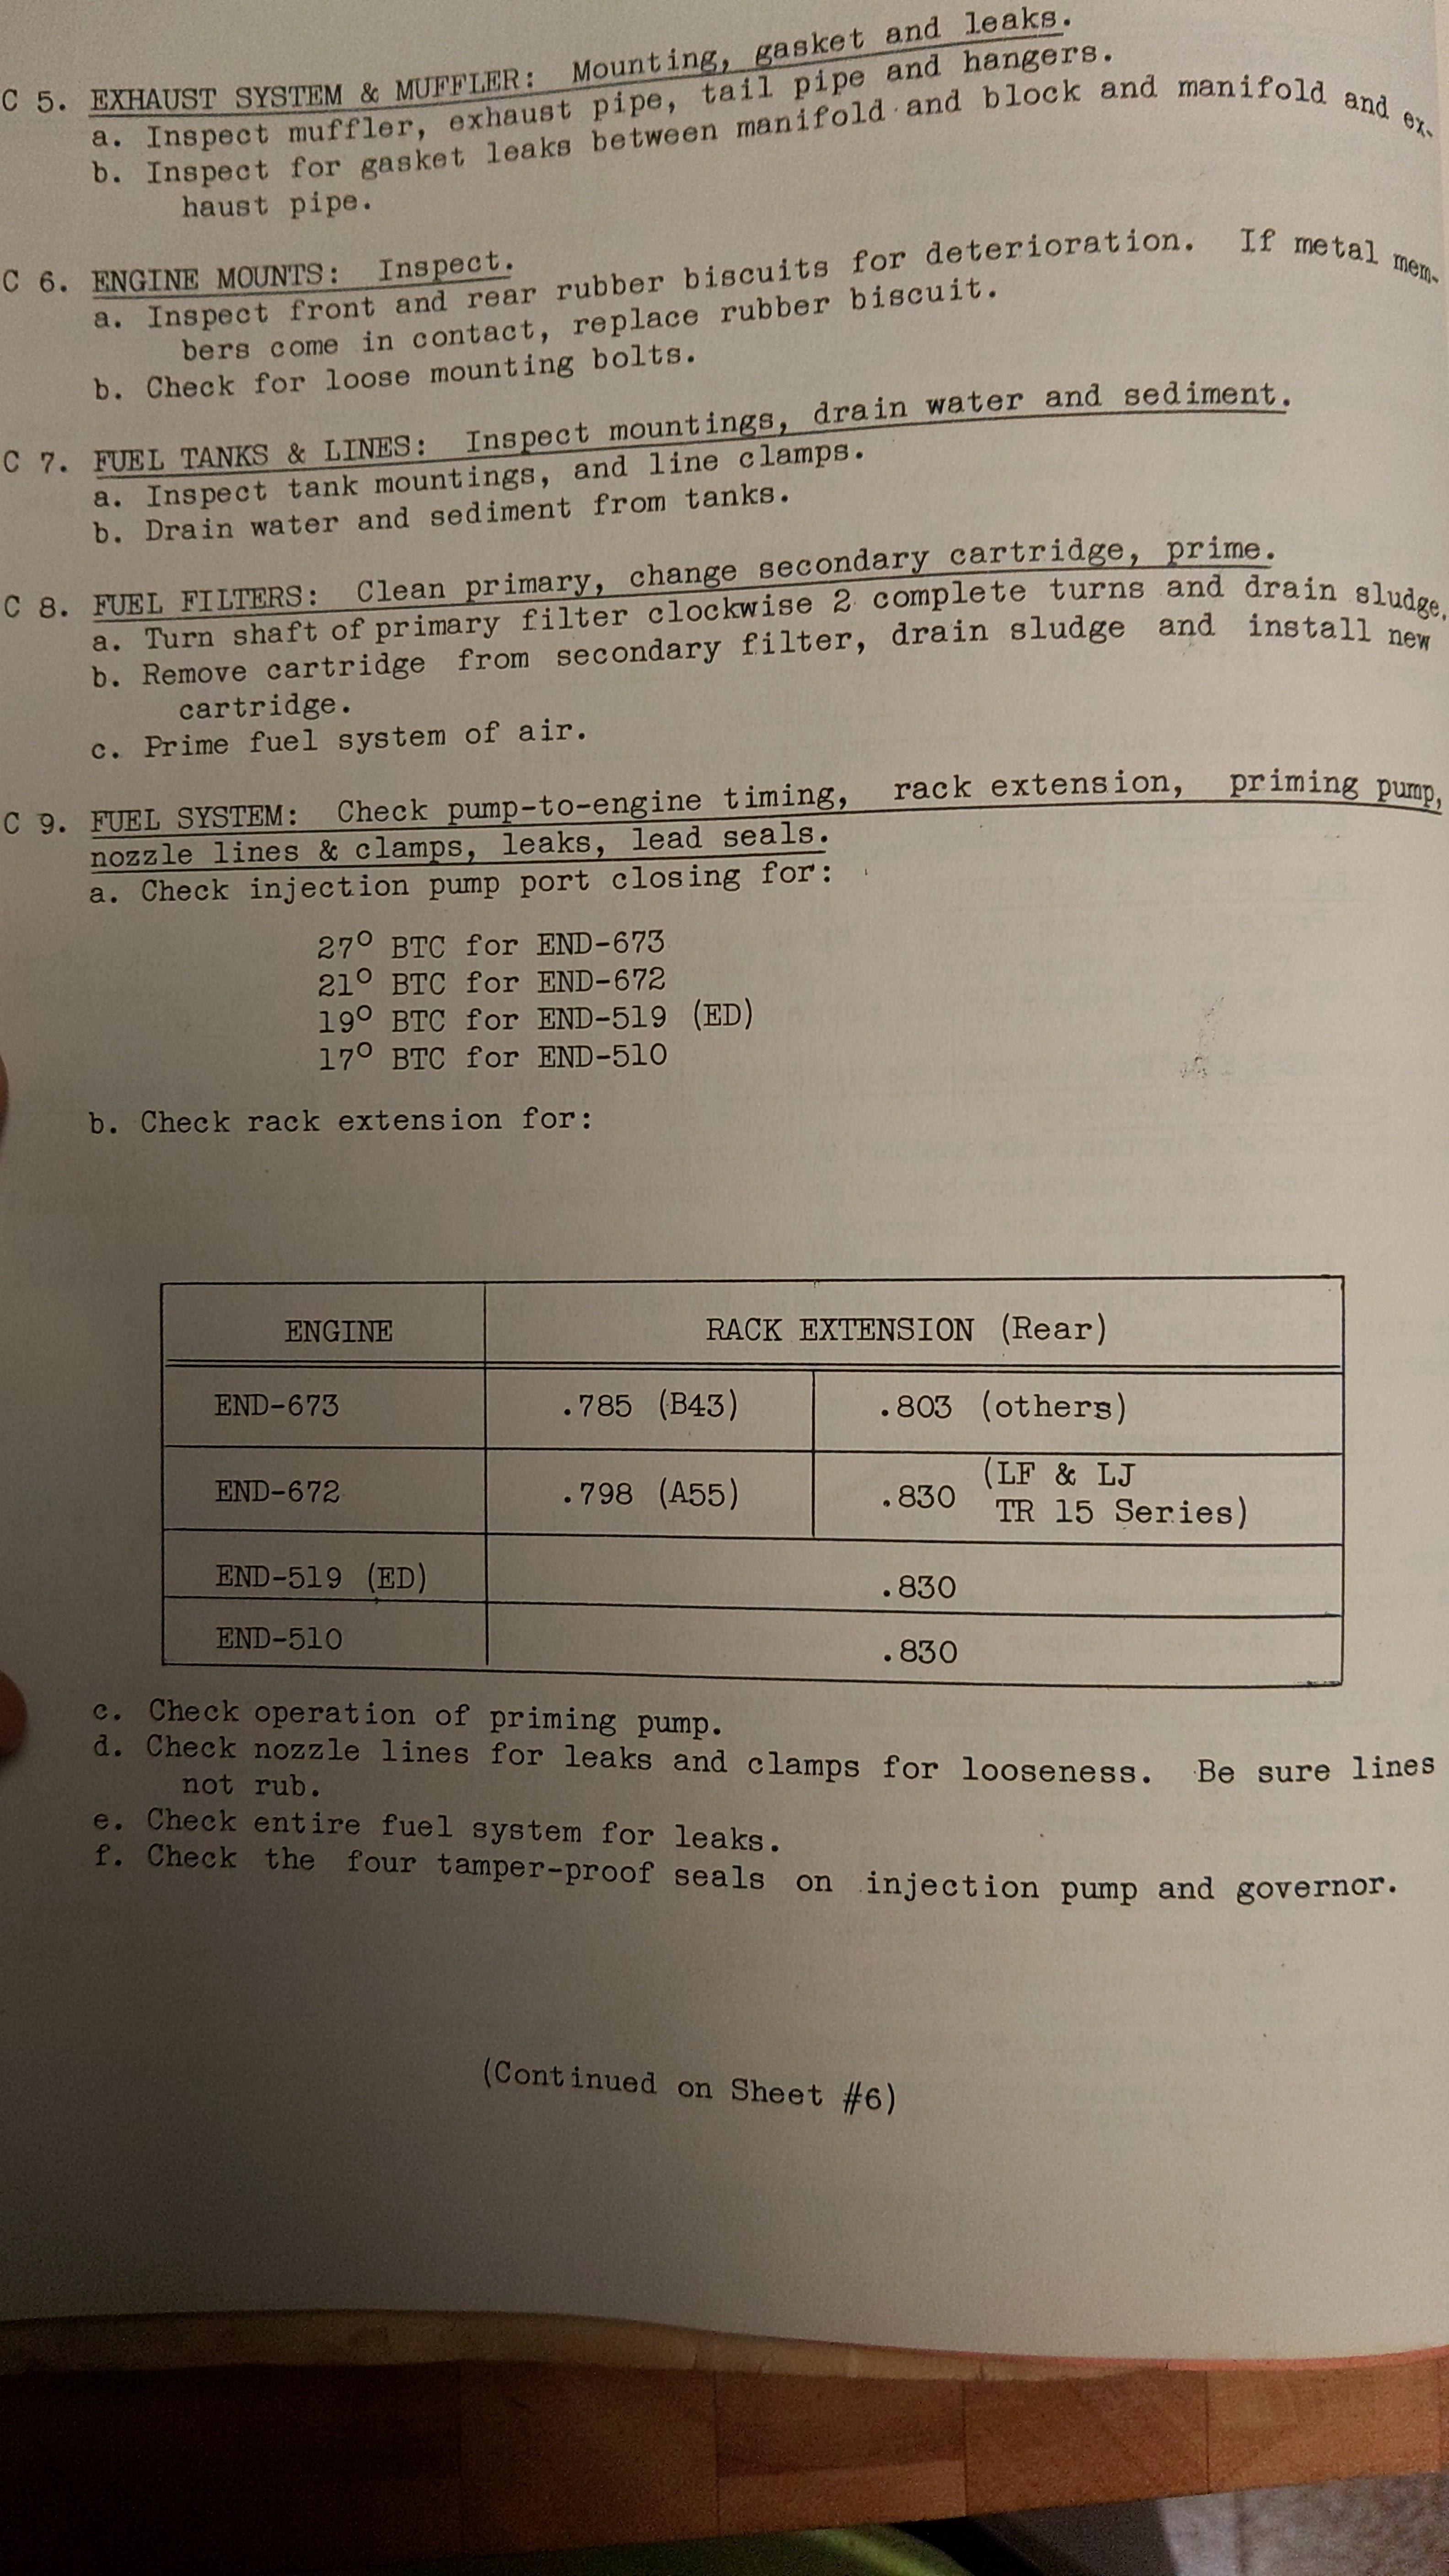 C 5. EXHAUST SYSTEM & MUFFLER: Mounting, gasket and leaks.
a. Inspect muffler, exhaust pipe, tail pipe and hangers.
b. Inspect for gasket leaks between manifold and block and manifold and ex-
haust pipe.
C 6. ENGINE MOUNTS: Inspect.
a. Inspect front and rear rubber biscuits for deterioration. If metal mem-
bers come in contact, replace rubber biscuit.
b. Check for loose mounting bolts.
C 7. FUEL TANKS & LINES: Inspect mountings, drain water and sediment.
a. Inspect tank mountings, and line clamps.
b. Drain water and sediment from tanks.
C 8. FUEL FILTERS: Clean primary, change secondary cartridge, prime.
a. Turn shaft of primary filter clockwise 2 complete turns and drain sludge.
b. Remove cartridge from secondary filter, drain sludge and install new
cartridge.
c. Prime fuel system of air.
C 9. FUEL SYSTEM: Check pump-to-engine timing, rack extension, priming pump,
nozzle lines & clamps, leaks, lead seals.
a. Check injection pump port closing for:
27° BTC for END-673
21° BTC for END-672
19° BTC for END-519 (ED)
17° BTC for END-510
b. Check rack extension for:
ENGINE RACK EXTENSION (Rear)
END-673 .785 (B43) .803 (others)
END-672 .798 (A55) .830 (LF & LJ
TR 15 Series)
END-519 (ED) .830
END-510 .830
c. Check operation of priming pump.
d. Check nozzle lines for leaks and clamps for looseness. Be sure lines
not rub.
e. Check entire fuel system for leaks.
f. Check the four tamper-proof seals on injection pump and governor.
(Continued on Sheet #6)